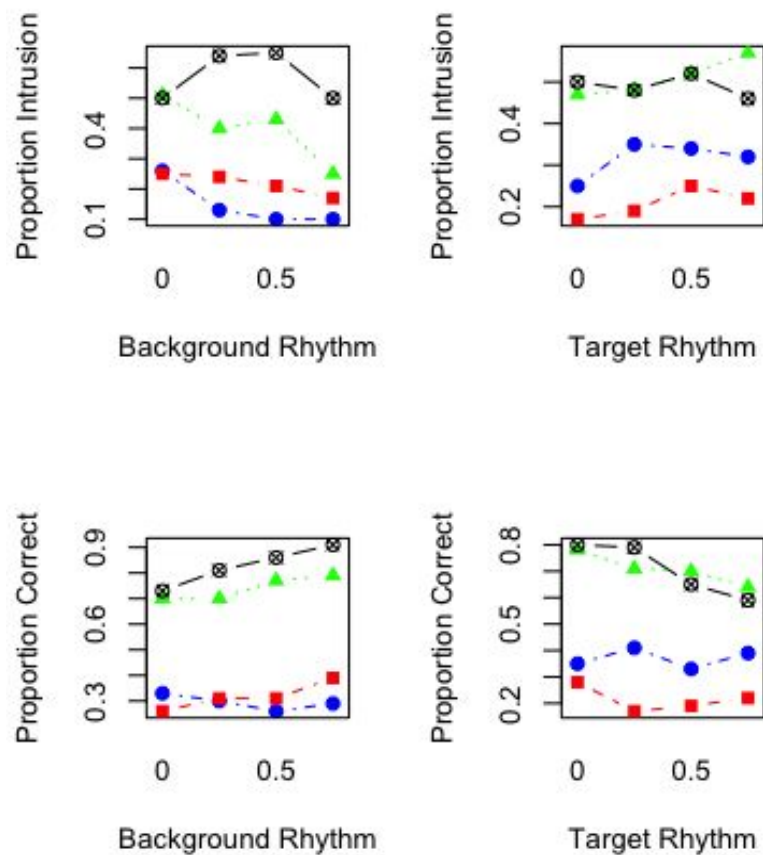 Proportion Intrusion
0.1 0.4
0 0.5
Background Rhythm
Proportion Intrusion
0.2 0.4
0 0.5
Target Rhythm
Proportion Correct
0.3 0.6 0.9
0 0.5
Background Rhythm
Proportion Correct
0.2 0.5 0.8
0 0.5
Target Rhythm